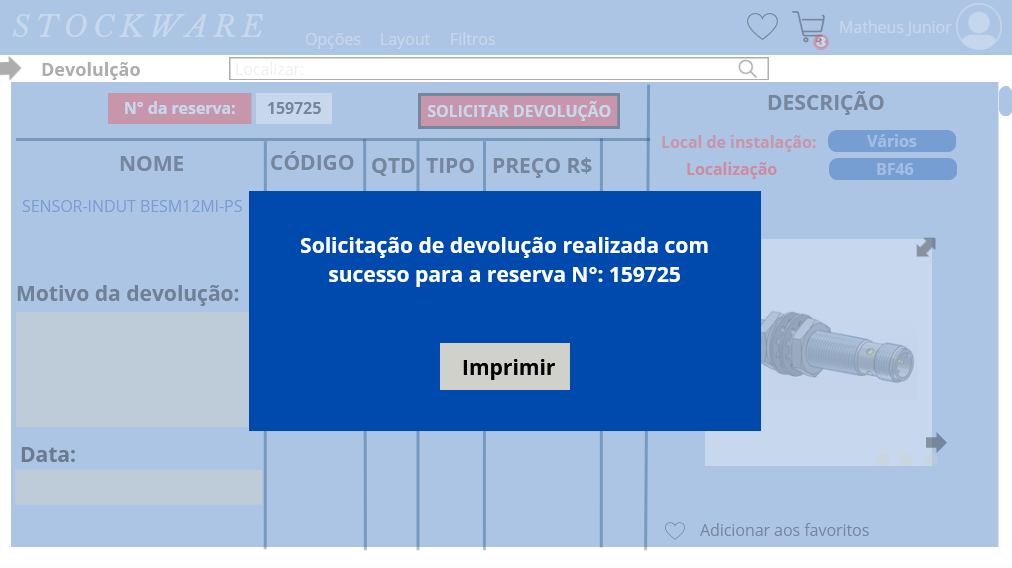 STOCKWARE
Opções Layout Filtros
3
Matheus Junior
Devolulção
Localizar:
N° da reserva: 159725
SOLICITAR DEVOLUÇÃO
DESCRIÇÃO
Local de instalação: Vários
Localização BF46
NOME CÓDIGO QTD TIPO PREÇO R$
SENSOR-INDUT BESM12MI-PS
Solicitação de devolução realizada com
sucesso para a reserva N°: 159725
Imprimir
Motivo da devolução:
Data:
Adicionar aos favoritos